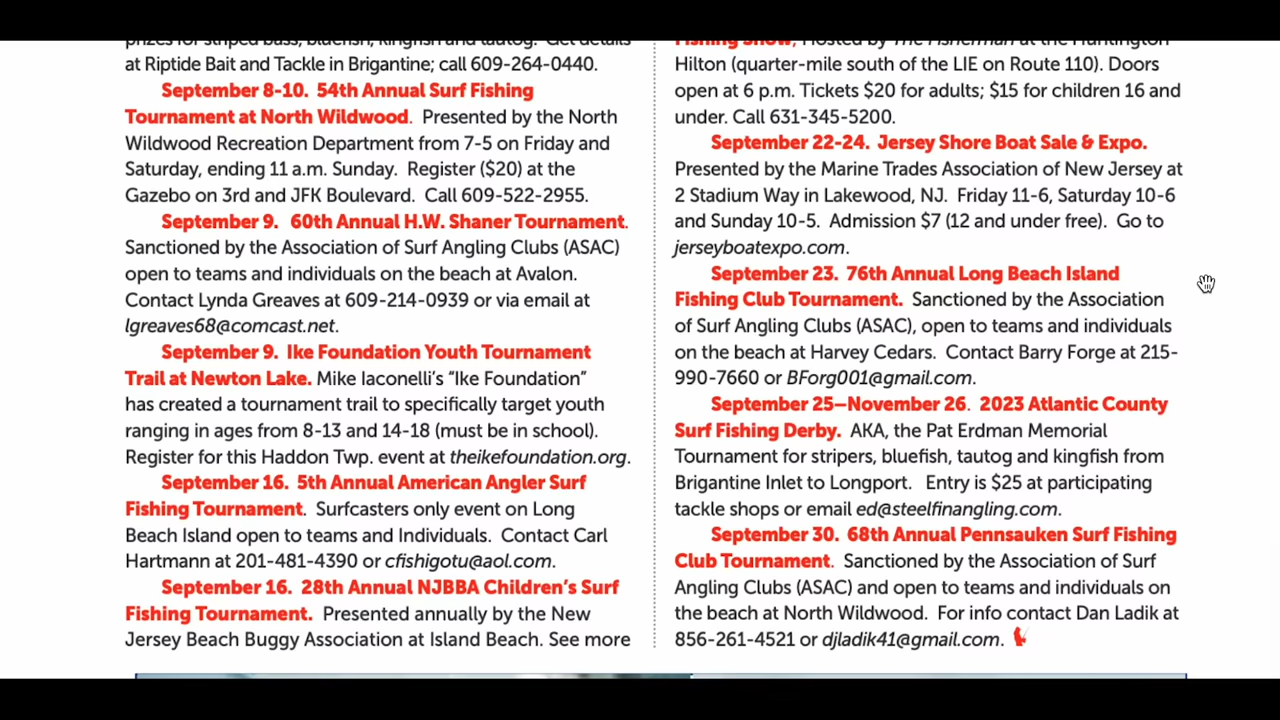 prizes for striped bass, bluefish, kingfish and tautog. Get details
at Riptide Bait and Tackle in Brigantine; call 609-264-0440.
September 8-10. 54th Annual Surf Fishing
Tournament at North Wildwood. Presented by the North
Wildwood Recreation Department from 7-5 on Friday and
Saturday, ending 11 a.m. Sunday. Register ($20) at the
Gazebo on 3rd and JFK Boulevard. Call 609-522-2955.
September 9. 60th Annual H.W. Shaner Tournament.
Sanctioned by the Association of Surf Angling Clubs (ASAC)
open to teams and individuals on the beach at Avalon.
Contact Lynda Greaves at 609-214-0939 or via email at
lgreaves68@comcast.net.
September 9. Ike Foundation Youth Tournament
Trail at Newton Lake. Mike Iaconelli’s “Ike Foundation”
has created a tournament trail to specifically target youth
ranging in ages from 8-13 and 14-18 (must be in school).
Register for this Haddon Twp. event at theikefoundation.org.
September 16. 5th Annual American Angler Surf
Fishing Tournament. Surfcasters only event on Long
Beach Island open to teams and Individuals. Contact Carl
Hartmann at 201-481-4390 or cfishigotu@aol.com.
September 16. 28th Annual NJBBA Children’s Surf
Fishing Tournament. Presented annually by the New
Jersey Beach Buggy Association at Island Beach. See more
Fishing Show, Hosted by The Fisherman at the Huntington
Hilton (quarter-mile south of the LIE on Route 110). Doors
open at 6 p.m. Tickets $20 for adults; $15 for children 16 and
under. Call 631-345-5200.
September 22-24. Jersey Shore Boat Sale & Expo.
Presented by the Marine Trades Association of New Jersey at
2 Stadium Way in Lakewood, NJ. Friday 11-6, Saturday 10-6
and Sunday 10-5. Admission $7 (12 and under free). Go to
jerseyboatexpo.com.
September 23. 76th Annual Long Beach Island
Fishing Club Tournament. Sanctioned by the Association
of Surf Angling Clubs (ASAC), open to teams and individuals
on the beach at Harvey Cedars. Contact Barry Forge at 215-
990-7660 or BForg001@gmail.com.
September 25–November 26. 2023 Atlantic County
Surf Fishing Derby. AKA, the Pat Erdman Memorial
Tournament for stripers, bluefish, tautog and kingfish from
Brigantine Inlet to Longport. Entry is $25 at participating
tackle shops or email ed@steelfinangling.com.
September 30. 68th Annual Pennsauken Surf Fishing
Club Tournament. Sanctioned by the Association of Surf
Angling Clubs (ASAC) and open to teams and individuals on
the beach at North Wildwood. For info contact Dan Ladik at
856-261-4521 or djladik41@gmail.com.